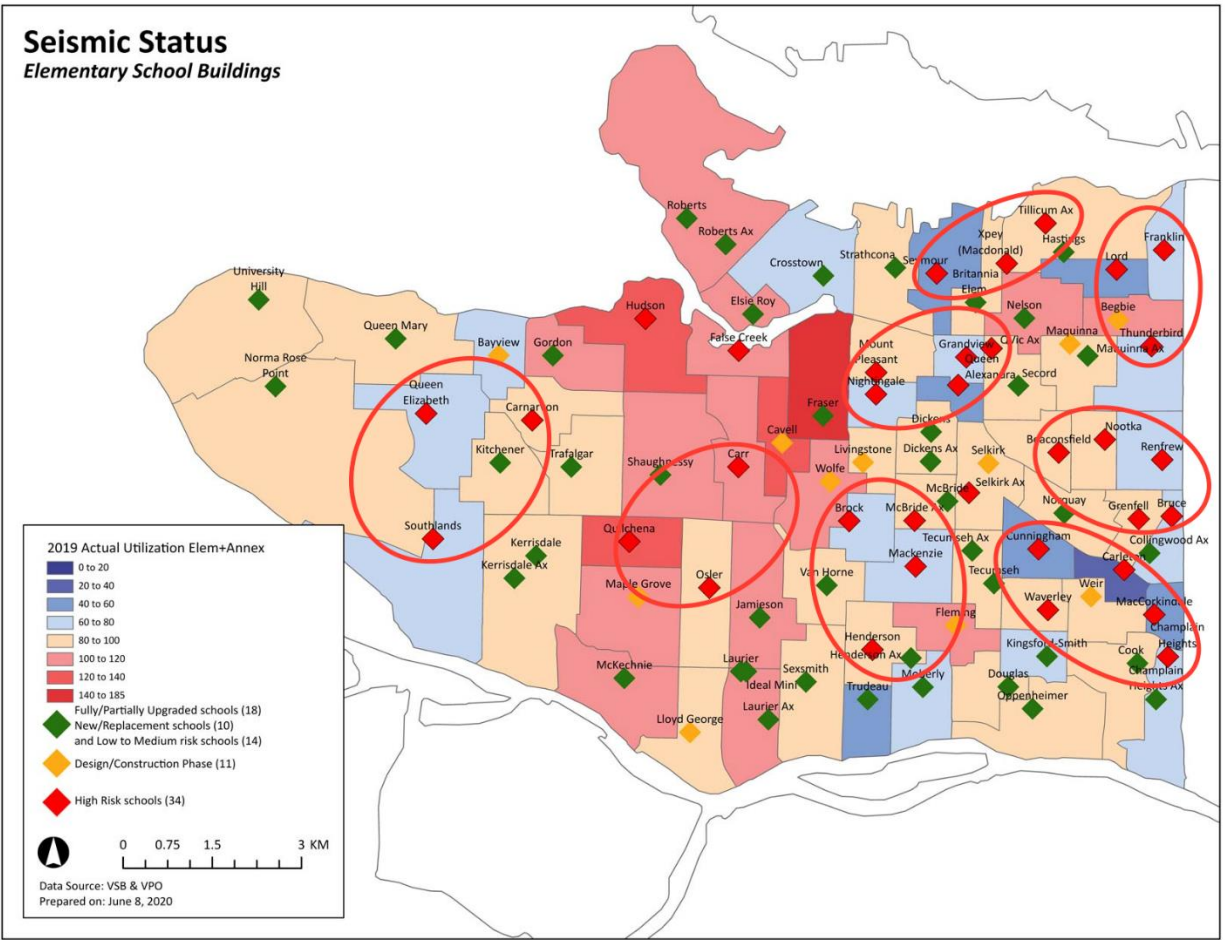 Seismic Status
Elementary School Buildings
Roberts
Roberts Ax
Tillicum Ax
Xpey
(Macdonald)
Hastings
Franklin
Lord
Strathcona
Seymour
Crosstown
Britannia
Elem
University
Hill
Elsie Roy
Hudson
Nelson
Begbie
Queen Mary
Bayview
Gordon
False Creek
Mount
Pleasant
Grandview
Q Vic Ax
Maquinna
Thunderbird
Maquinna Ax
Norma Rose
Point
Queen
Elizabeth
Carnarvon
Nightingale
Queen
Alexandra
Secord
Fraser
Dickens
Cavell
Beaconsfield
Nootka
Renfrew
Kitchener
Trafalgar
Shaughnessy
Carr
Wolfe
Livingstone
Dickens Ax
Selkirk
Selkirk Ax
McBride
Brock
McBride Ax
Norquay
Grenfell
Bruce
Southlands
Quilchena
Kerrisdale
Kerrisdale Ax
Mackenzie
Tecumseh Ax
Cunningham
Collingwood Ax
Carleton
Tecumseh
Weir
Maple Grove
Osler
Van Horne
Waverley
MacCorkindale
Jamieson
Fleming
Champlain
Heights
Henderson
Henderson Ax
Kingsford-Smith
Cook
Champlain
Heights Ax
McKechnie
Laurier
Ideal Mini
Sexsmith
Trudeau
Moberly
Douglas
Oppenheimer
Laurier Ax
Lloyd George
2019 Actual Utilization Elem+Annex
0 to 20
20 to 40
40 to 60
60 to 80
80 to 100
100 to 120
120 to 140
140 to 185
Fully/Partially Upgraded schools (18)
New/Replacement schools (10)
and Low to Medium risk schools (14)
Design/Construction Phase (11)
High Risk schools (34)
0 0.75 1.5 3 KM
Data Source: VSB & VPO
Prepared on: June 8, 2020